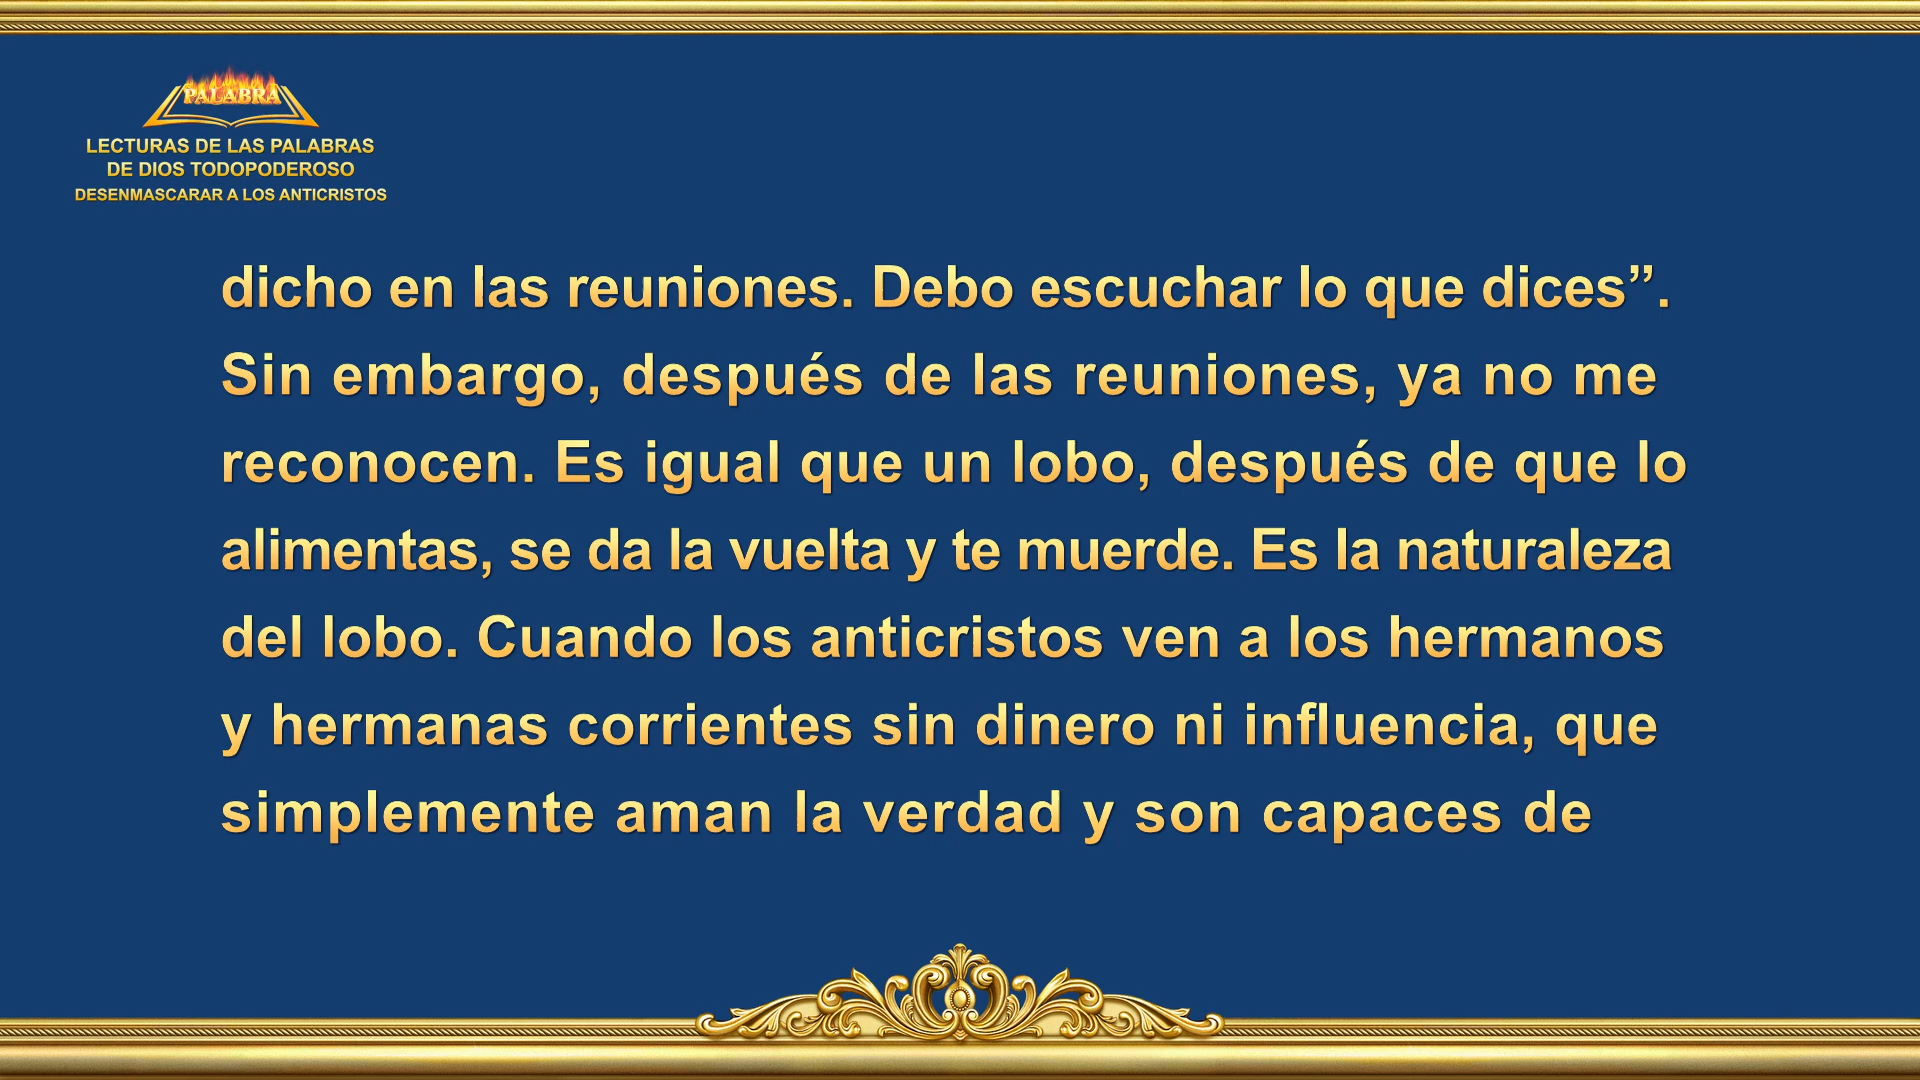 PALABRA
LECTURAS DE LAS PALABRAS
DE DIOS TODOPODEROSO
DESENMASCARAR A LOS ANTICRISTOS
dicho en las reuniones. Debo escuchar lo que dices”.
Sin embargo, después de las reuniones, ya no me
reconocen. Es igual que un lobo, después de que lo
alimentas, se da la vuelta y te muerde. Es la naturaleza
del lobo. Cuando los anticristos ven a los hermanos
y hermanas corrientes sin dinero ni influencia, que
simplemente aman la verdad y son capaces de